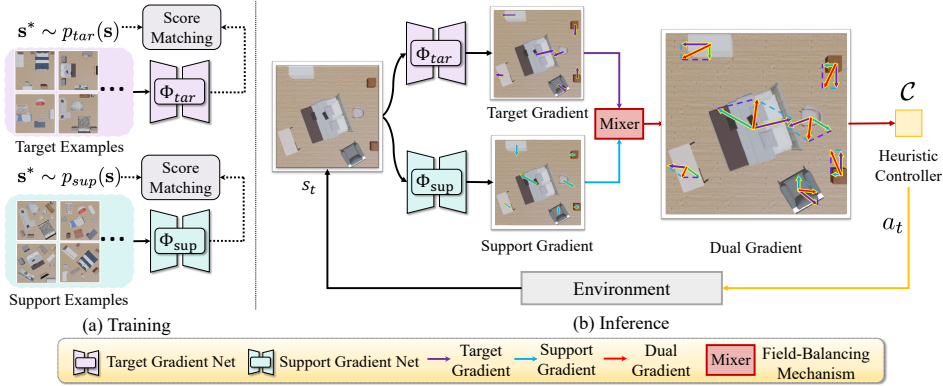 s* ∼ p_tar(s)
Score
Matching
Φ_tar
Target Examples
s* ∼ p_sup(s)
Score
Matching
Φ_sup
Support Examples
(a) Training
s_t
Φ_tar
Φ_sup
Target Gradient
Support Gradient
Mixer
Dual Gradient
C
Heuristic
Controller
a_t
Environment
(b) Inference
Target Gradient Net
Support Gradient Net
Target
Gradient
Support
Gradient
Dual
Gradient
Mixer
Field-Balancing
Mechanism